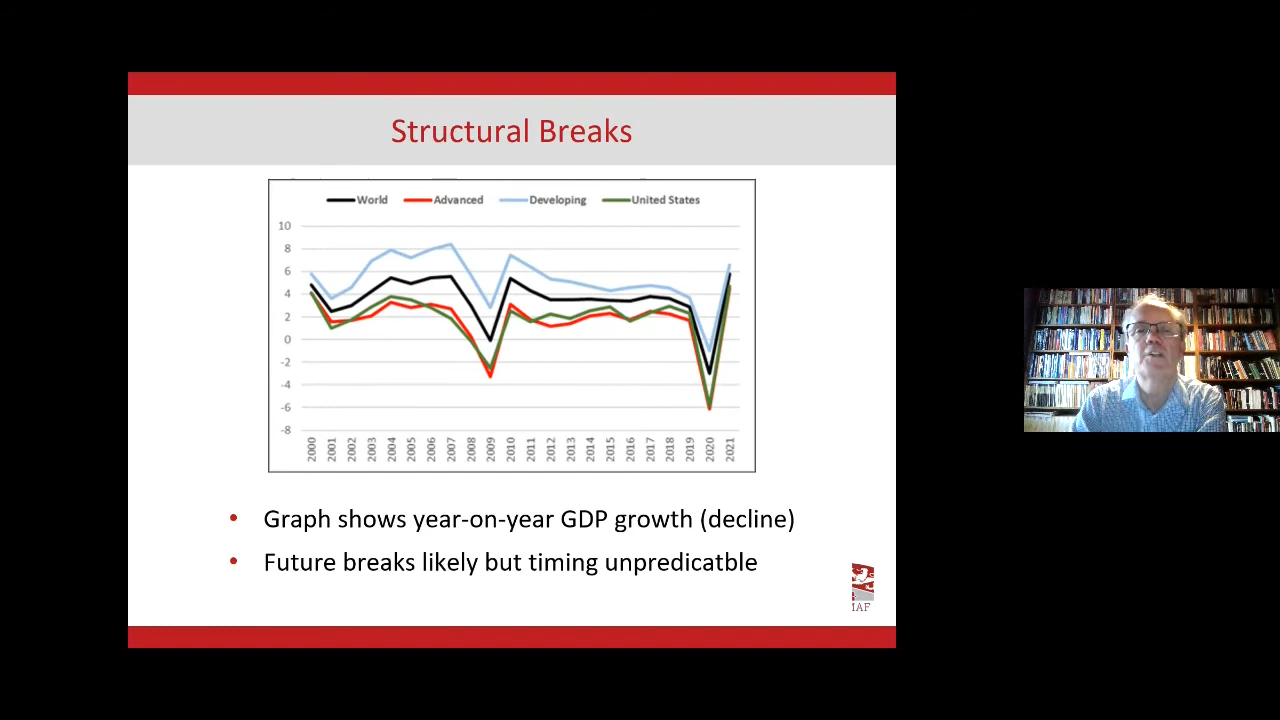 Structural Breaks
World Advanced Developing United States
10
8
6
4
2
0
-2
-4
-6
-8
2000 2001 2002 2003 2004 2005 2006 2007 2008 2009 2010 2011 2012 2013 2014 2015 2016 2017 2018 2019 2020 2021
• Graph shows year-on-year GDP growth (decline)
• Future breaks likely but timing unpredicatble
IAF